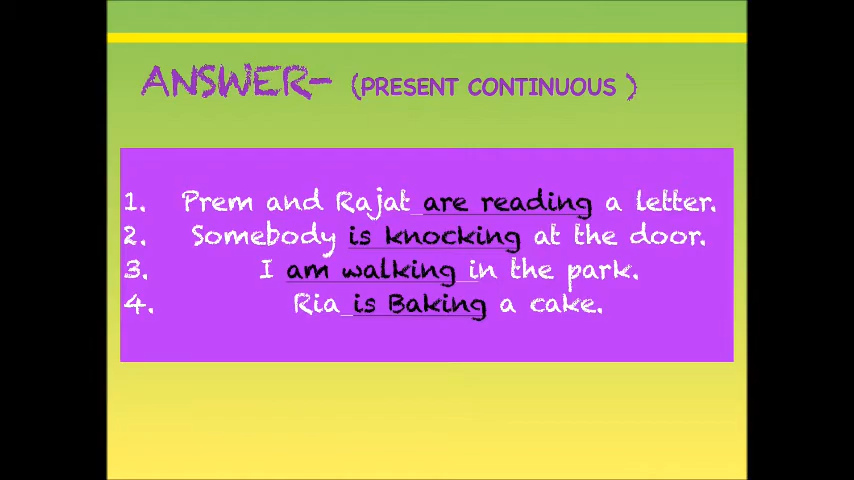 ANSWER- (PRESENT CONTINUOUS )
1. Prem and Rajat are reading a letter.
2. Somebody is knocking at the door.
3. I am walking in the park.
4. Ria is Baking a cake.